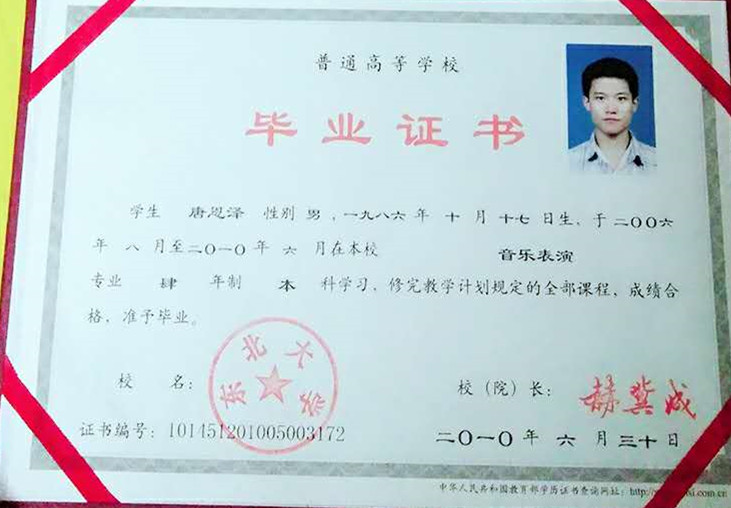 普通高等学校
毕业证书
学生 唐恩泽 性别 男，一九八六年 十 月 十七 日生，于二〇〇六
年 八 月至二〇一〇年 六 月在本校 音乐表演
专业 肆 年制 本 科学习，修完教学计划规定的全部课程，成绩合
格，准予毕业。
东北大学
校 名： 校（院）长： 赫冀成
证书编号：101451201005003172 二〇一〇年 六 月 三十 日
中华人民共和国教育部学历证书查询网址：http://